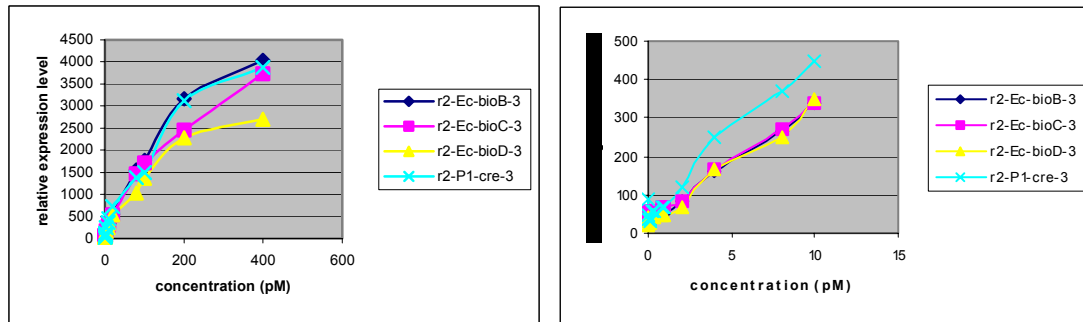 4500
4000
3500
3000
2500
2000
1500
1000
500
0
relative expression level
0 200 400 600
concentration (pM)
r2-Ec-bioB-3
r2-Ec-bioC-3
r2-Ec-bioD-3
r2-P1-cre-3
500
400
300
200
100
0
0 5 10 15
concentration (pM)
r2-Ec-bioB-3
r2-Ec-bioC-3
r2-Ec-bioD-3
r2-P1-cre-3